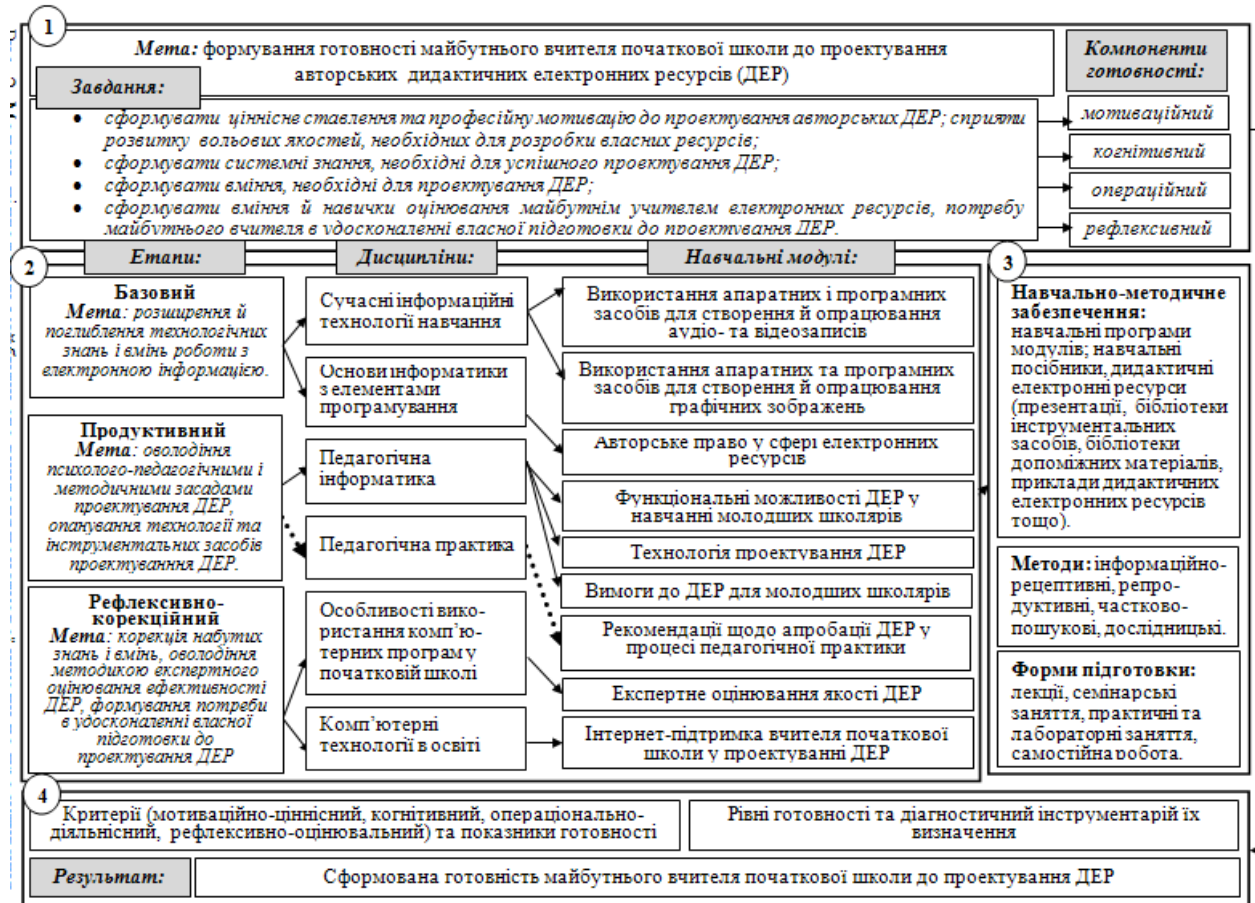 1
Мета: формування готовності майбутнього вчителя початкової школи до проектування
авторських дидактичних електронних ресурсів (ДЕР)
Компоненти
готовності:
Завдання:
• сформувати ціннісне ставлення та професійну мотивацію до проектування авторських ДЕР; сприяти
розвитку вольових якостей, необхідних для розробки власних ресурсів;
• сформувати системні знання, необхідні для успішного проектування ДЕР;
• сформувати вміння, необхідні для проектування ДЕР;
• сформувати вміння й навички оцінювання майбутнім учителем електронних ресурсів, потребу
майбутнього вчителя в удосконаленні власної підготовки до проектування ДЕР.
мотиваційний
когнітивний
операційний
рефлексивний
2
Етапи:
Дисципліни:
Навчальні модулі:
Базовий
Мета: розширення й
поглиблення технологічних
знань і вмінь роботи з
електронною інформацією.
Продуктивний
Мета: оволодіння
психолого-педагогічними і
методичними засадами
проектування ДЕР,
опанування технології та
інструментальних засобів
проектуванння ДЕР.
Рефлексивно-
корекційний
Мета: корекція набутих
знань і вмінь, оволодіння
методикою експертного
оцінювання ефективності
ДЕР, формування потреби
в удосконаленні власної
підготовки до
проектування ДЕР
Сучасні інформаційні
технології навчання
Основи інформатики
з елементами
програмування
Педагогічна
інформатика
Педагогічна практика
Особливості вико-
ристання комп’ю-
терних програм у
початковій школі
Комп’ютерні
технології в освіті
Використання апаратних і програмних
засобів для створення й опрацювання
аудіо- та відеозаписів
Використання апаратних та програмних
засобів для створення й опрацювання
графічних зображень
Авторське право у сфері електронних
ресурсів
Функціональні можливості ДЕР у
навчанні молодших школярів
Технологія проектування ДЕР
Вимоги до ДЕР для молодших школярів
Рекомендації щодо апробації ДЕР у
процесі педагогічної практики
Експертне оцінювання якості ДЕР
Інтернет-підтримка вчителя початкової
школи у проектуванні ДЕР
3
Навчально-методичне
забезпечення:
навчальні програми
модулів; навчальні
посібники, дидактичні
електронні ресурси
(презентації, бібліотеки
інструментальних
засобів, бібліотеки
допоміжних матеріалів,
приклади дидактичних
електронних ресурсів
тощо).
Методи: інформаційно-
рецептивні, репро-
дуктивні, частково-
пошукові, дослідницькі.
Форми підготовки:
лекції, семінарські
заняття, практичні та
лабораторні заняття,
самостійна робота.
4
Критерії (мотиваційно-ціннісний, когнітивний, операціонально-
діяльнісний, рефлексивно-оцінювальний) та показники готовності
Рівні готовності та діагностичний інструментарій їх
визначення
Результат:
Сформована готовність майбутнього вчителя початкової школи до проектування ДЕР